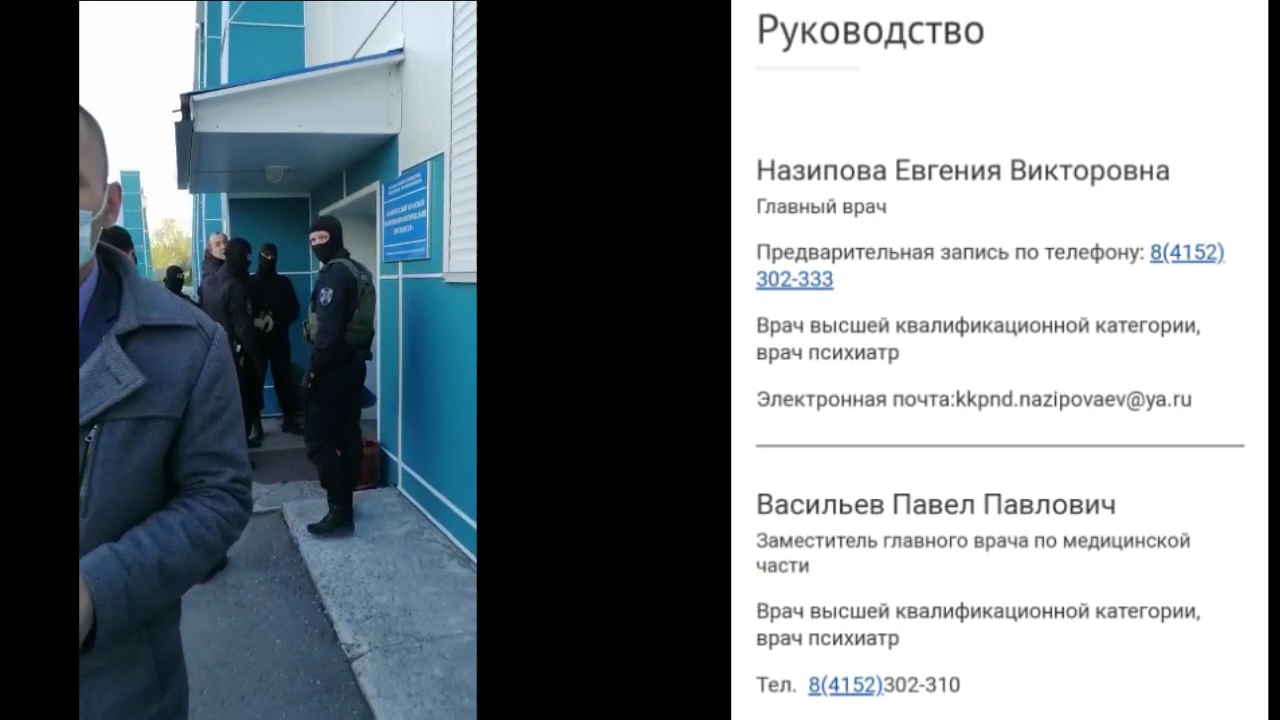 Руководство
Назипова Евгения Викторовна
Главный врач
Предварительная запись по телефону: 8(4152)
302-333
Врач высшей квалификационной категории,
врач психиатр
Электронная почта:kkpnd.nazipovaev@ya.ru
Васильев Павел Павлович
Заместитель главного врача по медицинской
части
Врач высшей квалификационной категории,
врач психиатр
Тел. 8(4152)302-310